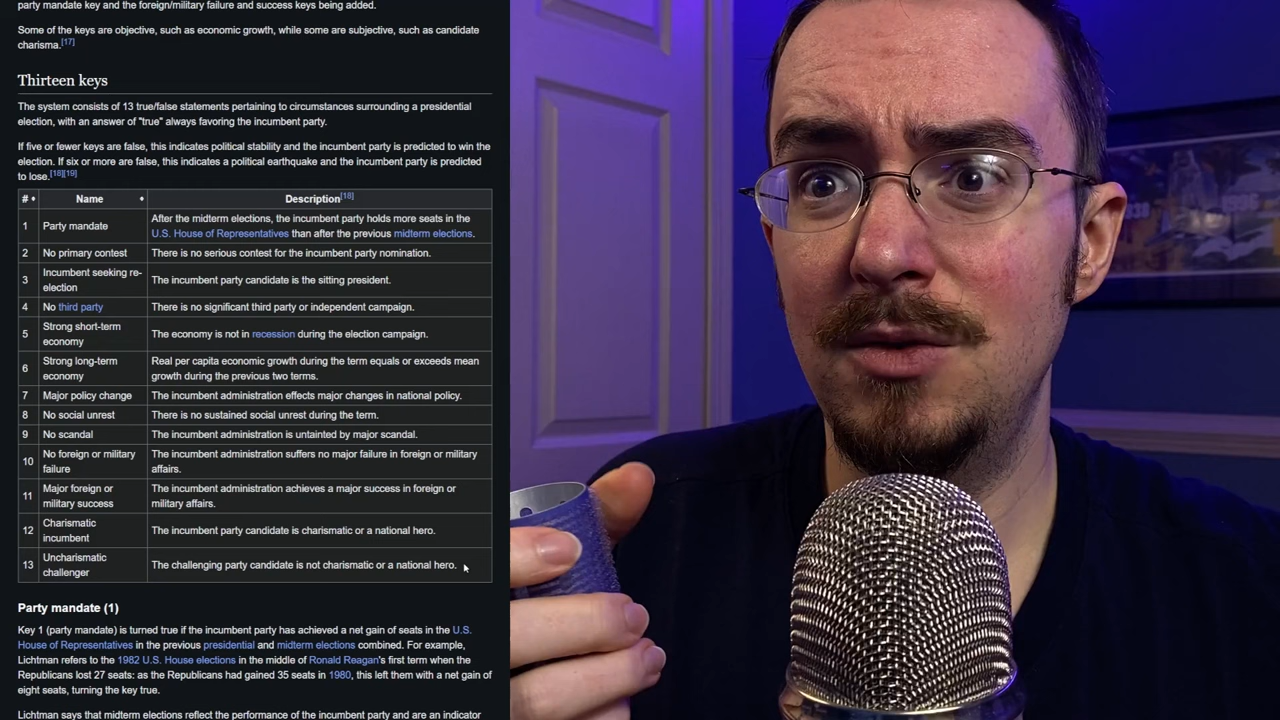 party mandate key and the foreign/military failure and success keys being added.
Some of the keys are objective, such as economic growth, while some are subjective, such as candidate
charisma.[17]
Thirteen keys
The system consists of 13 true/false statements pertaining to circumstances surrounding a presidential
election, with an answer of "true" always favoring the incumbent party.
If five or fewer keys are false, this indicates political stability and the incumbent party is predicted to win the
election. If six or more are false, this indicates a political earthquake and the incumbent party is predicted
to lose.[18][19]
# Name Description[18]
1 Party mandate After the midterm elections, the incumbent party holds more seats in the
U.S. House of Representatives than after the previous midterm elections.
2 No primary contest There is no serious contest for the incumbent party nomination.
3 Incumbent seeking re-
election The incumbent party candidate is the sitting president.
4 No third party There is no significant third party or independent campaign.
5 Strong short-term
economy The economy is not in recession during the election campaign.
6 Strong long-term
economy Real per capita economic growth during the term equals or exceeds mean
growth during the previous two terms.
7 Major policy change The incumbent administration effects major changes in national policy.
8 No social unrest There is no sustained social unrest during the term.
9 No scandal The incumbent administration is untainted by major scandal.
10 No foreign or military
failure The incumbent administration suffers no major failure in foreign or military
affairs.
11 Major foreign or
military success The incumbent administration achieves a major success in foreign or
military affairs.
12 Charismatic
incumbent The incumbent party candidate is charismatic or a national hero.
13 Uncharismatic
challenger The challenging party candidate is not charismatic or a national hero.
Party mandate (1)
Key 1 (party mandate) is turned true if the incumbent party has achieved a net gain of seats in the U.S.
House of Representatives in the previous presidential and midterm elections combined. For example,
Lichtman refers to the 1982 U.S. House elections in the middle of Ronald Reagan's first term when the
Republicans lost 27 seats: as the Republicans had gained 35 seats in 1980, this left them with a net gain of
eight seats, turning the key true.
Lichtman says that midterm elections reflect the performance of the incumbent party and are an indicator
1996